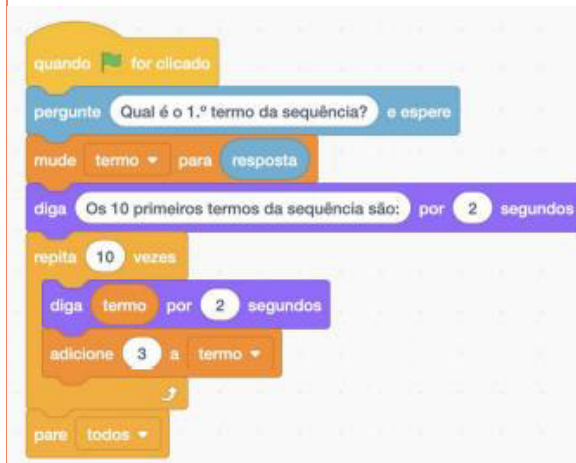 quando for clicado
pergunte Qual é o 1.º termo da sequência? e espere
mude termo para resposta
diga Os 10 primeiros termos da sequência são: por 2 segundos
repita 10 vezes
diga termo por 2 segundos
adicione 3 a termo
pare todos